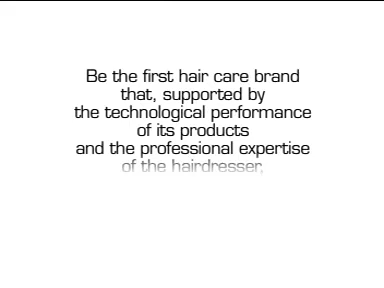 Be the first hair care brand
that, supported by
the technological performance
of its products
and the professional expertise
of the hairdresser,